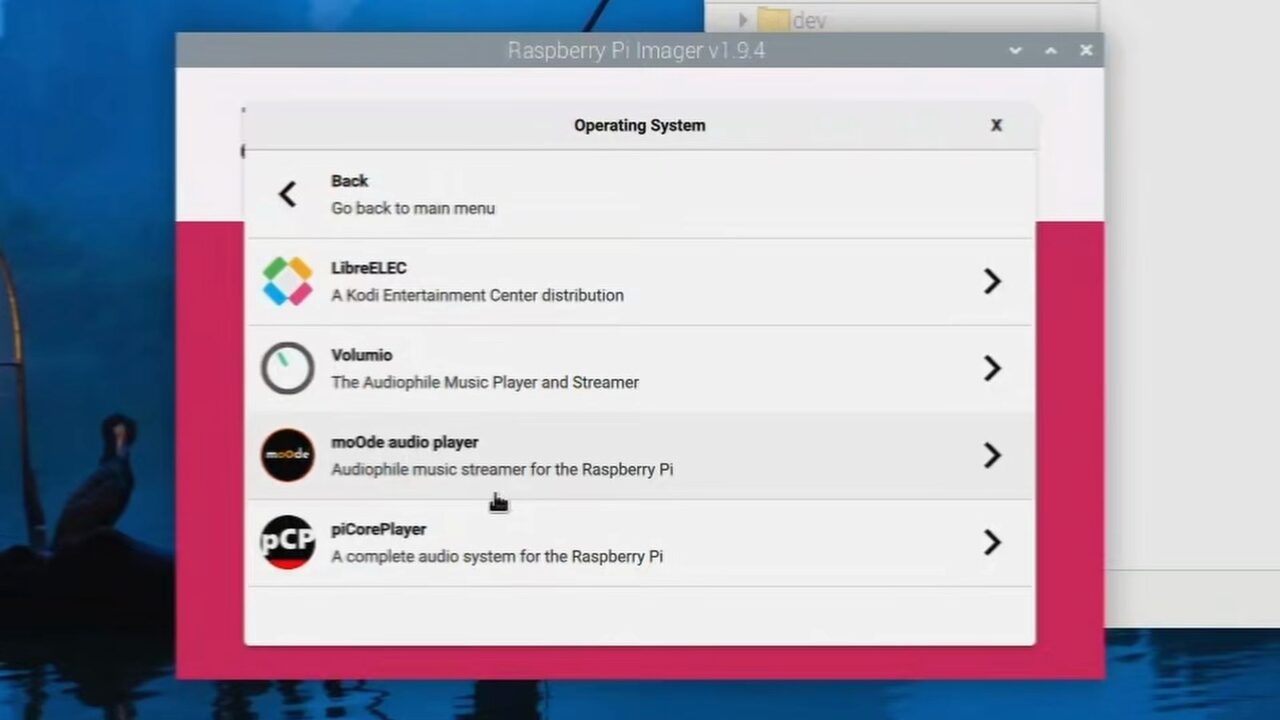 dev
Raspberry Pi Imager v1.9.4
Operating System
X
Back
Go back to main menu
LibreELEC
A Kodi Entertainment Center distribution
Volumio
The Audiophile Music Player and Streamer
moOde
moOde audio player
Audiophile music streamer for the Raspberry Pi
pCP
piCorePlayer
A complete audio system for the Raspberry Pi